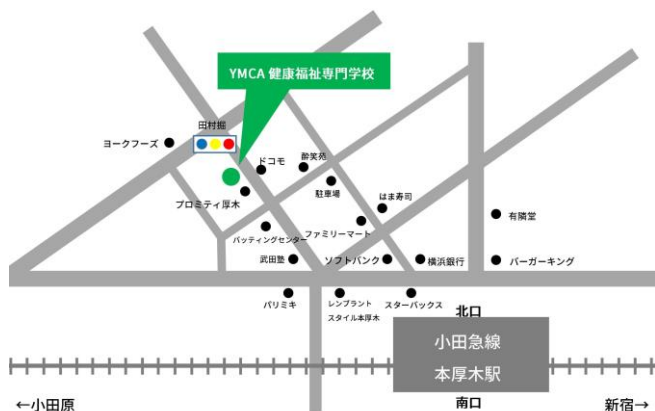 YMCA 健康福祉専門学校
田村掘
ヨークフーズ
ドコモ
酔笑苑
駐車場
プロミティ厚木
はま寿司
ファミリーマート
有隣堂
バッティングセンター
武田塾
ソフトバンク
横浜銀行
バーガーキング
パリミキ
レンブラント
スタイル本厚木
スターバックス
北口
小田急線
本厚木駅
南口
←小田原
新宿→